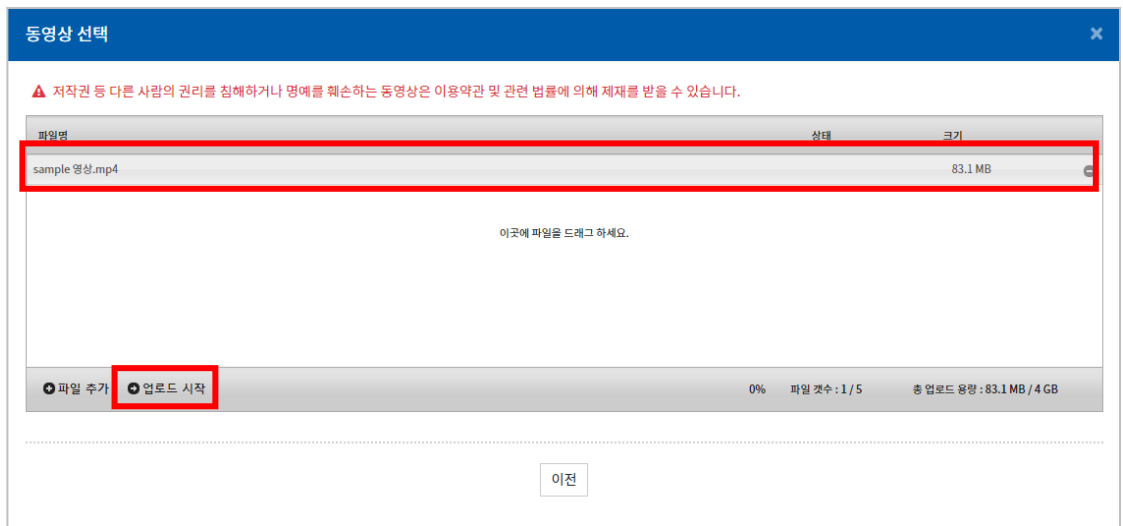 동영상 선택
저작권 등 다른 사람의 권리를 침해하거나 명예를 훼손하는 동영상은 이용약관 및 관련 법률에 의해 제재를 받을 수 있습니다.
파일명 상태 크기
sample 영상.mp4 83.1 MB
이곳에 파일을 드래그 하세요.
파일 추가 업로드 시작 0% 파일 갯수 : 1 / 5 총 업로드 용량 : 83.1 MB / 4 GB
이전